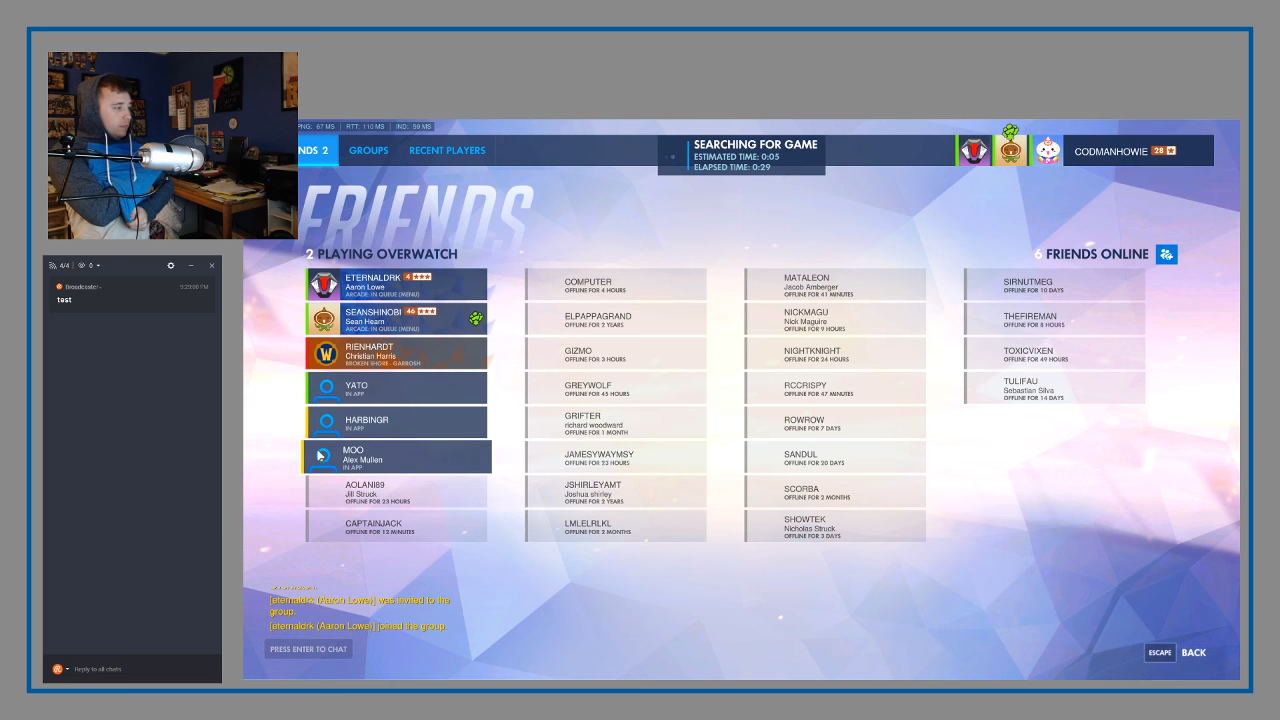 PNG: 67 MS | RTT: 110 MS | IND: 59 MS
NDS 2
GROUPS
RECENT PLAYERS
SEARCHING FOR GAME
ESTIMATED TIME: 0:05
ELAPSED TIME: 0:29
CODMANHOWIE 28
FRIENDS
2 PLAYING OVERWATCH
6 FRIENDS ONLINE
ETERNALDRK 4
Aaron Lowe
ARCADE: IN QUEUE (MENU)
SEANSHINOBI 46
Sean Hearn
ARCADE: IN QUEUE (MENU)
RIENHARDT
Christian Harris
BROKEN SHORE - GARROSH
YATO
IN APP
HARBINGR
IN APP
MOO
Alex Mullen
IN APP
AOLANI89
Jill Struck
OFFLINE FOR 23 HOURS
CAPTAINJACK
OFFLINE FOR 12 MINUTES
COMPUTER
OFFLINE FOR 4 HOURS
ELPAPPAGRAND
OFFLINE FOR 2 YEARS
GIZMO
OFFLINE FOR 3 HOURS
GREYWOLF
OFFLINE FOR 45 HOURS
GRIFTER
richard woodward
OFFLINE FOR 1 MONTH
JAMESYWAYMSY
OFFLINE FOR 23 HOURS
JSHIRLEYAMT
Joshua shirley
OFFLINE FOR 2 YEARS
LMLELRLKL
OFFLINE FOR 2 MONTHS
MATALEON
Jacob Amberger
OFFLINE FOR 41 MINUTES
NICKMAGU
Nick Maguire
OFFLINE FOR 9 HOURS
NIGHTKNIGHT
OFFLINE FOR 24 HOURS
RCCRISPY
OFFLINE FOR 47 MINUTES
ROWROW
OFFLINE FOR 7 DAYS
SANDUL
OFFLINE FOR 20 DAYS
SCORBA
OFFLINE FOR 2 MONTHS
SHOWTEK
Nicholas Struck
OFFLINE FOR 3 DAYS
SIRNUTMEG
OFFLINE FOR 10 DAYS
THEFIREMAN
OFFLINE FOR 8 HOURS
TOXICVIXEN
OFFLINE FOR 49 HOURS
TULIFAU
Sebastian Silva
OFFLINE FOR 14 DAYS
4/4 | 0
Broadcaster
9:29:00 PM
test
Reply to all chats
[eternaldrk (Aaron Lowe)] was invited to the
group.
[eternaldrk (Aaron Lowe)] joined the group.
PRESS ENTER TO CHAT
ESCAPE BACK